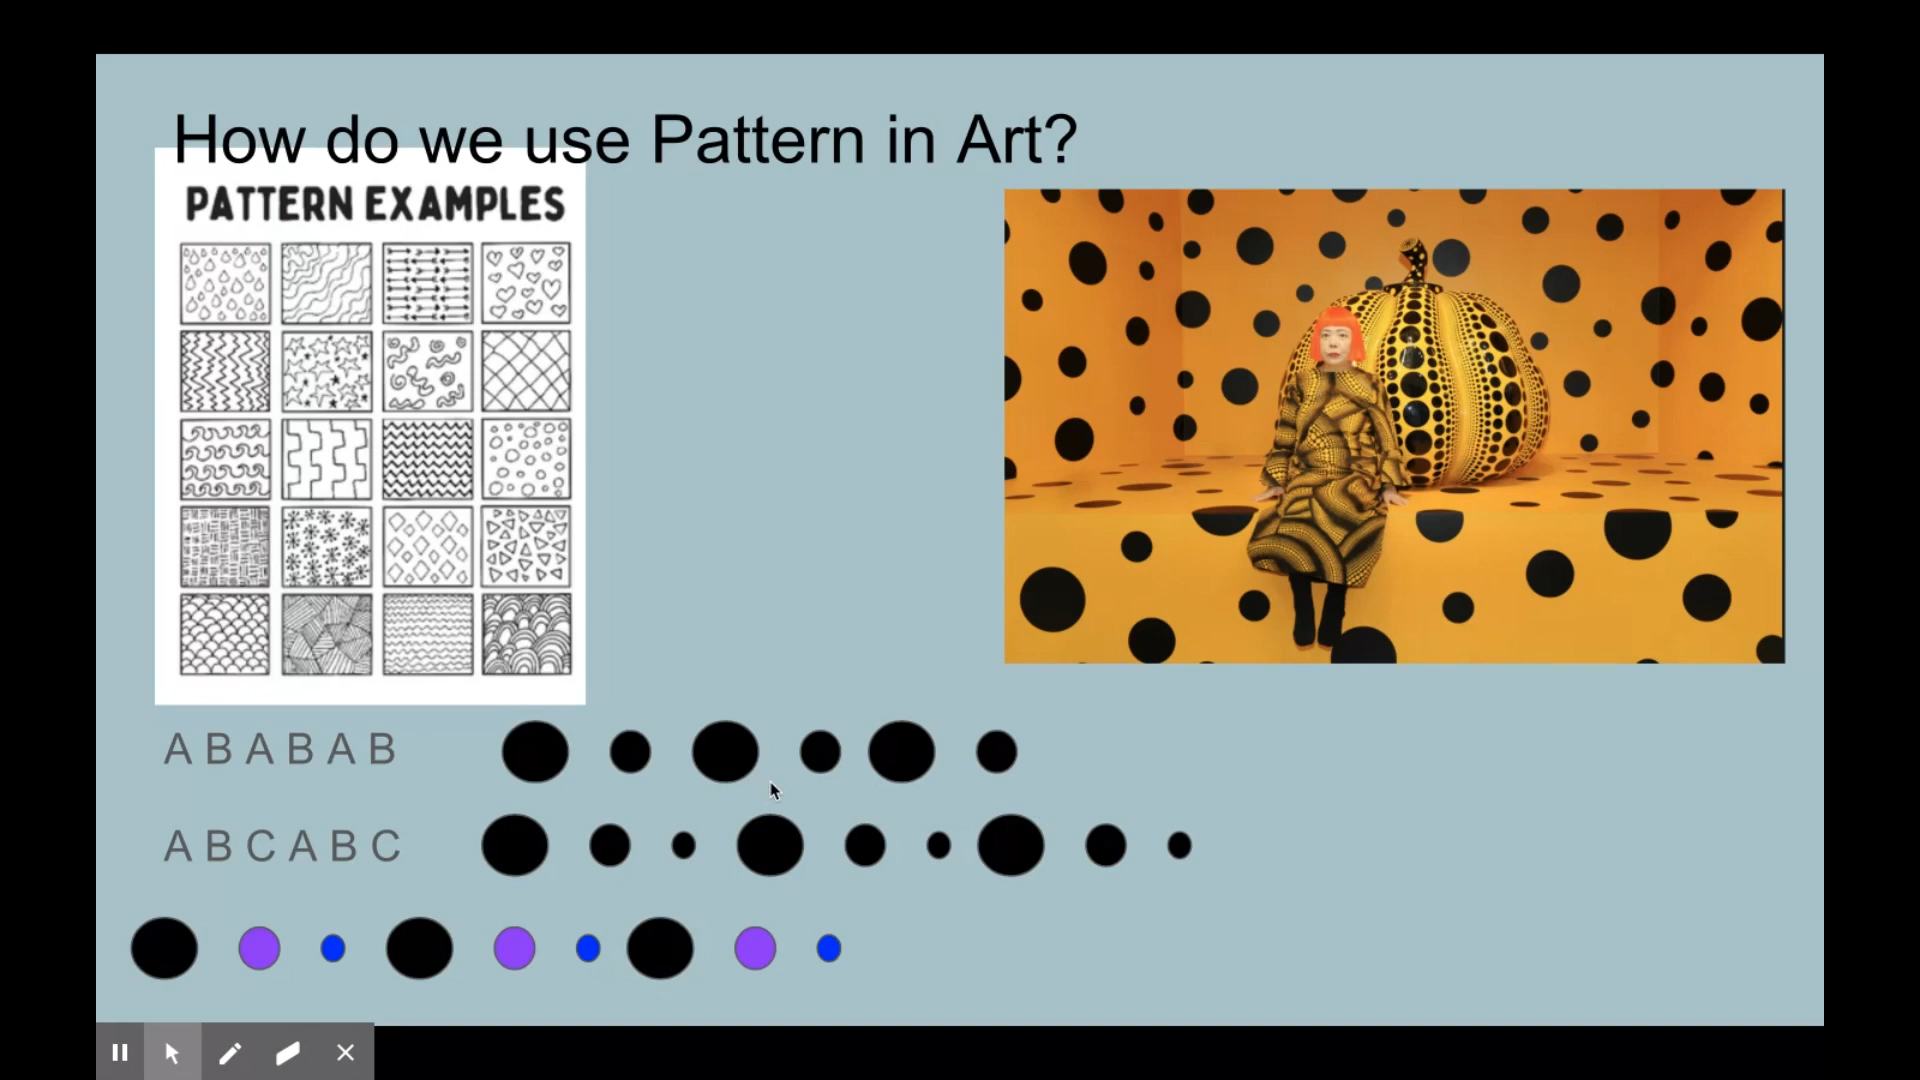 How do we use Pattern in Art?
PATTERN EXAMPLES
A B A B A B
A B C A B C